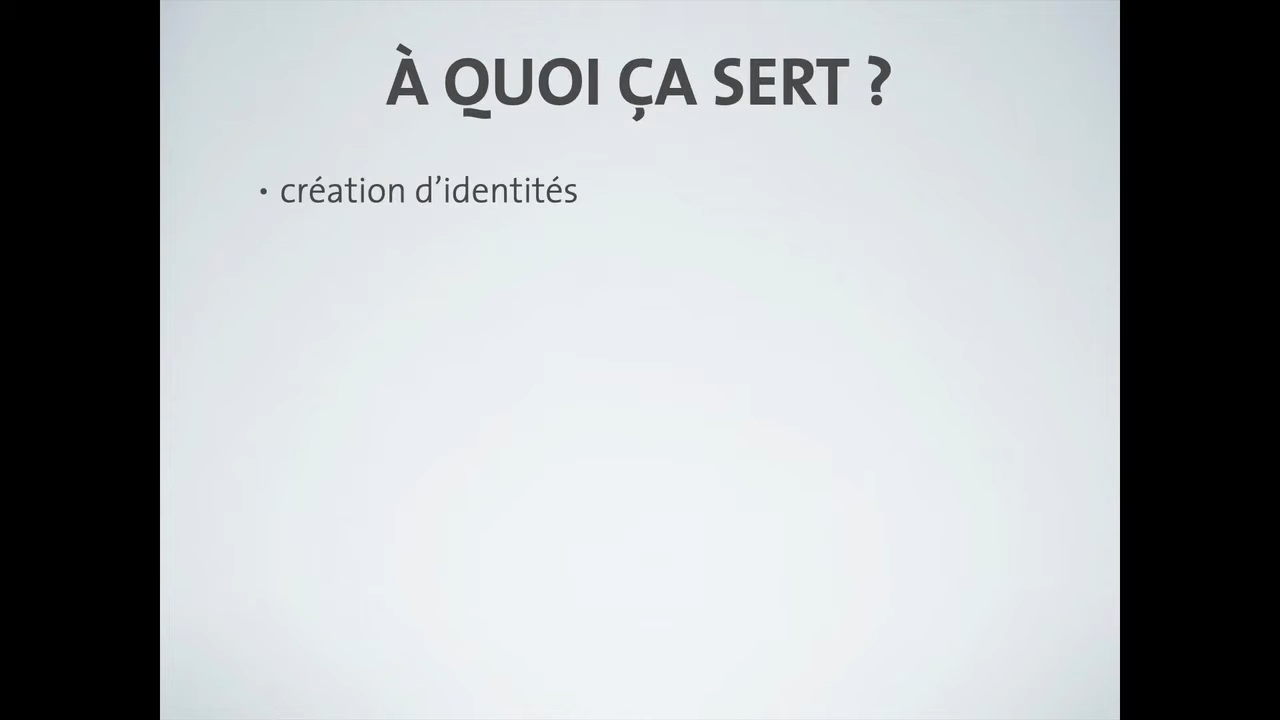 À QUOI ÇA SERT ?
• création d’identités